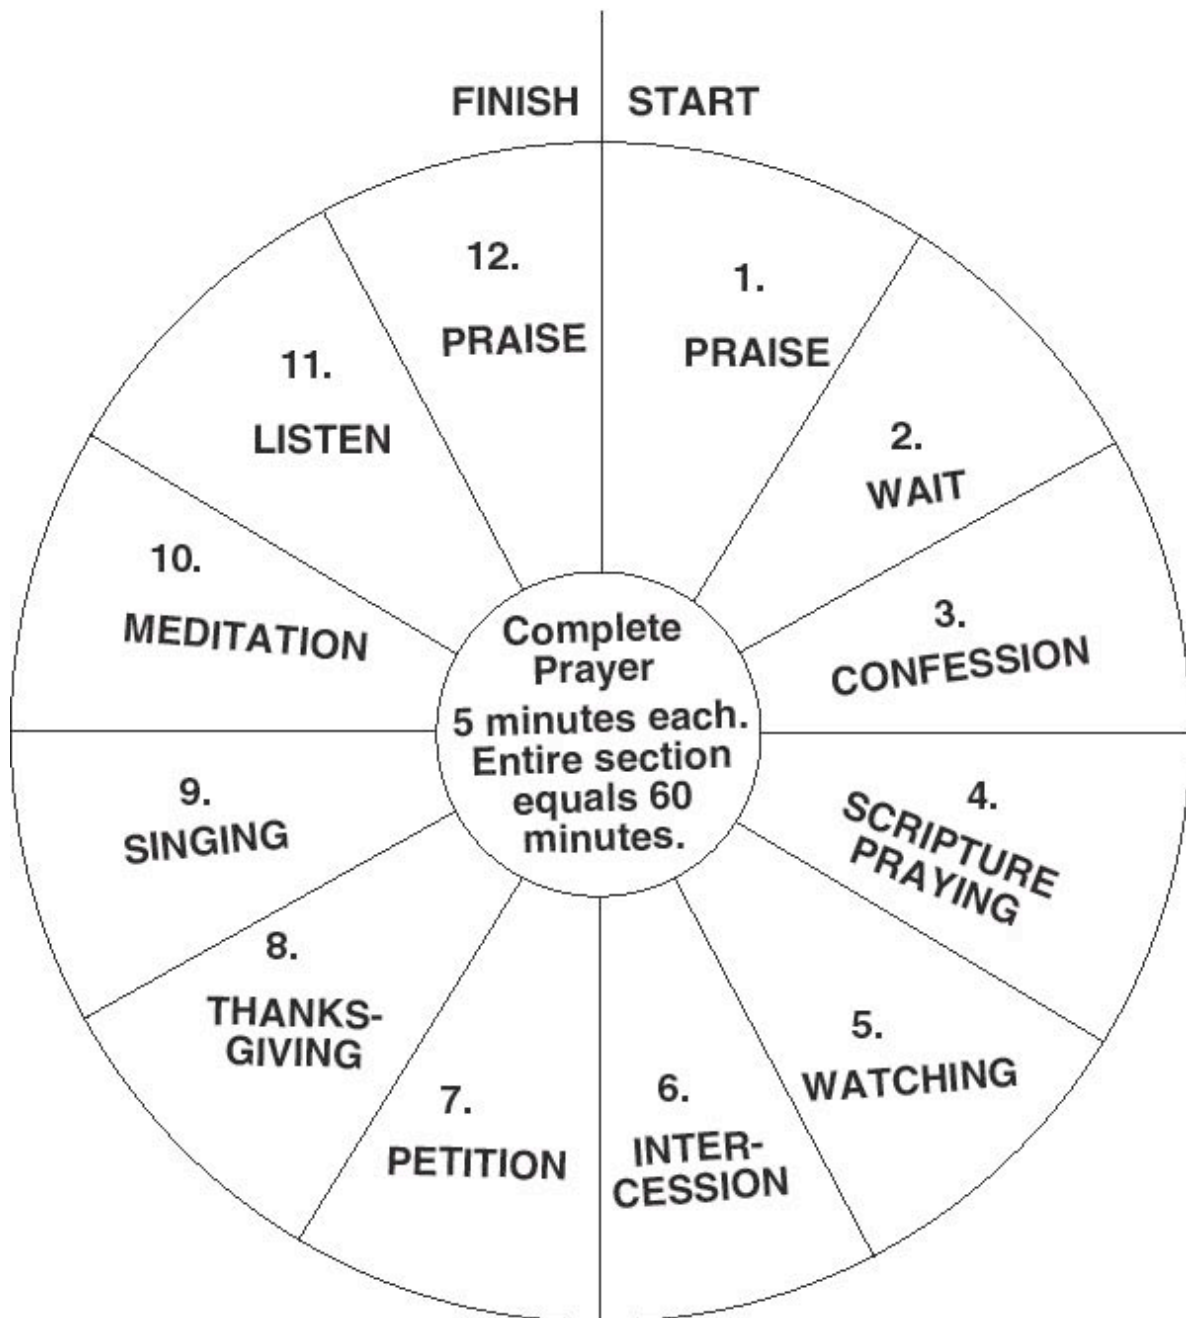 FINISH START
1.
PRAISE
2.
WAIT
3.
CONFESSION
4.
SCRIPTURE
PRAYING
5.
WATCHING
6.
INTER-
CESSION
7.
PETITION
8.
THANKS-
GIVING
9.
SINGING
10.
MEDITATION
11.
LISTEN
12.
PRAISE
Complete
Prayer
5 minutes each.
Entire section
equals 60
minutes.